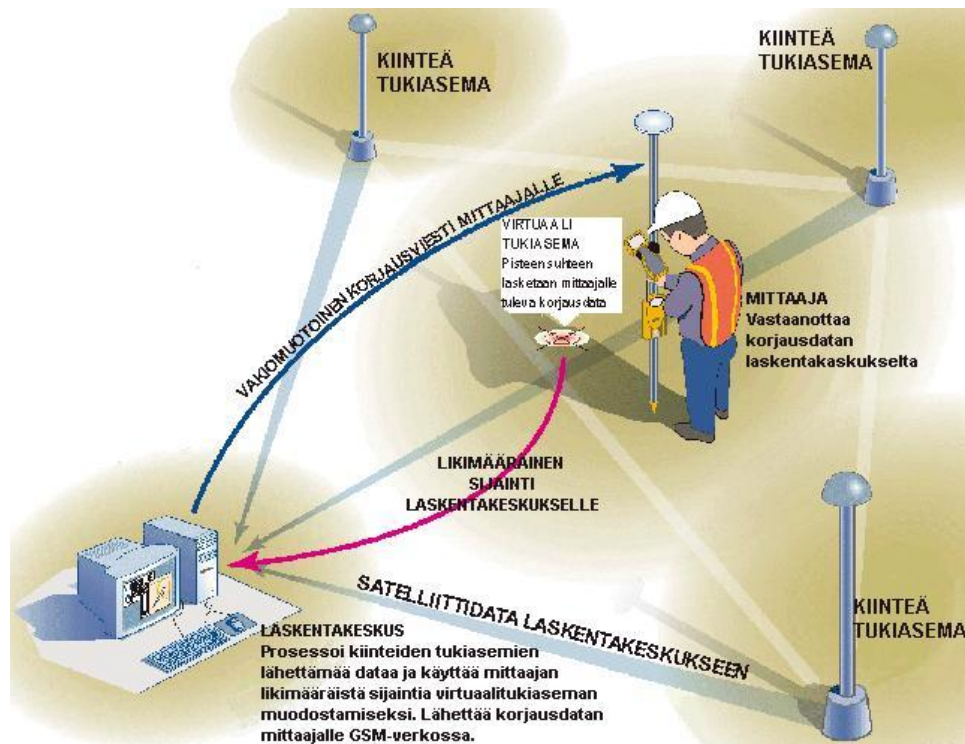 KIINTEÄ
TUKIASEMA
KIINTEÄ
TUKIASEMA
VAKIOMUOTOINEN KORJAUSVIESTI MITTAAJALLE
VIRTUAALI
TUKIASEMA
Pisteen suhteen
lasketaan mittaajalle
tuleva korjausdata
MITTAAJA
Vastaanottaa
korjausdatan
laskentakaskukselta
LIKIMÄÄRÄINEN
SIJAINTI
LASKENTAKESKUKSELLE
SATELLIITTIDATA LASKENTAKESKUKSEEN
KIINTEÄ
TUKIASEMA
LASKENTAKESKUS
Prosessoi kiinteiden tukiasemien
lähettämää dataa ja käyttää mittaajan
likimääräistä sijaintia virtuaalitukiaseman
muodostamiseksi. Lähettää korjausdatan
mittaajalle GSM-verkossa.